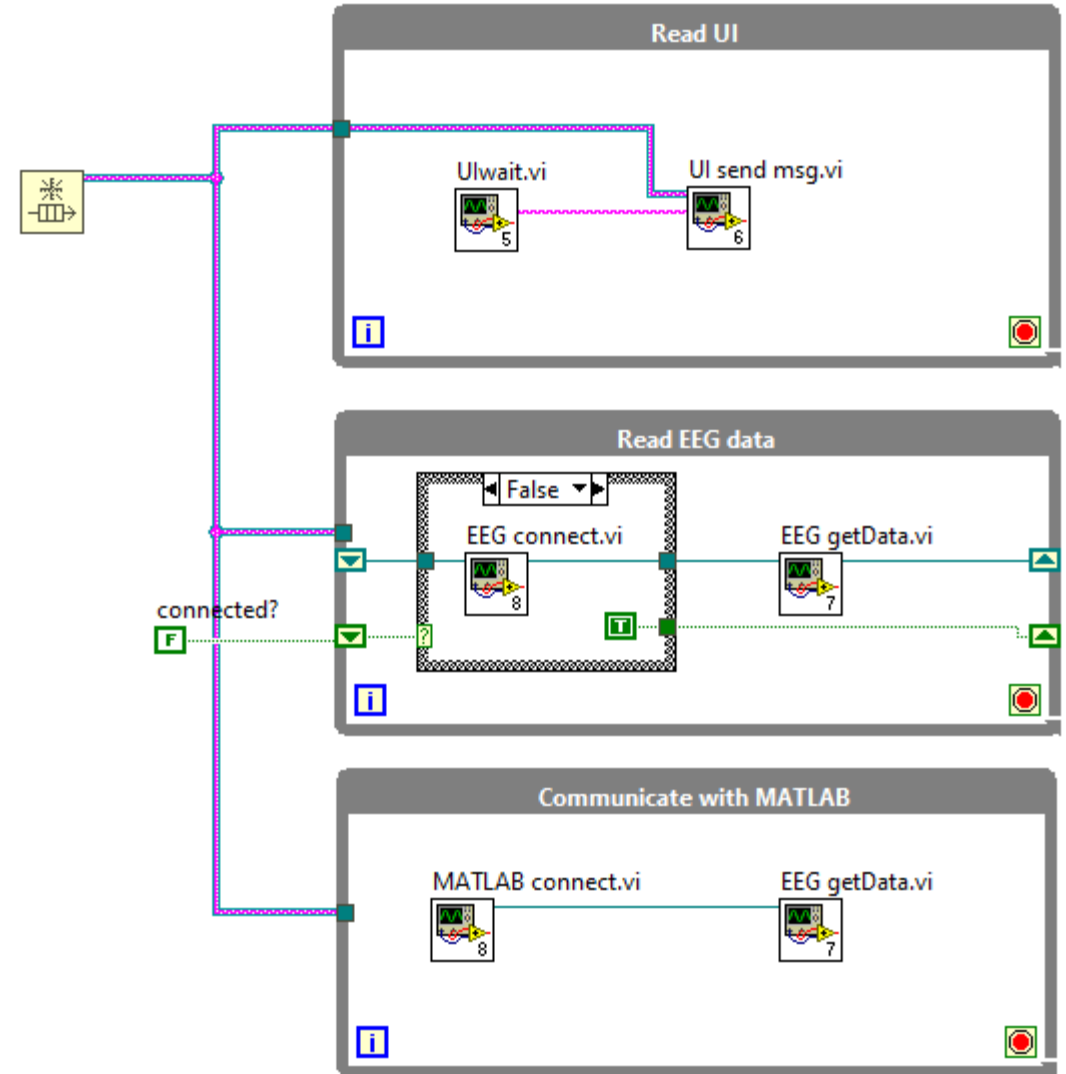 Read UI
UIwait.vi
5
UI send msg.vi
6
i
Read EEG data
False
EEG connect.vi
8
EEG getData.vi
7
connected?
F
?
T
i
Communicate with MATLAB
MATLAB connect.vi
8
EEG getData.vi
7
i